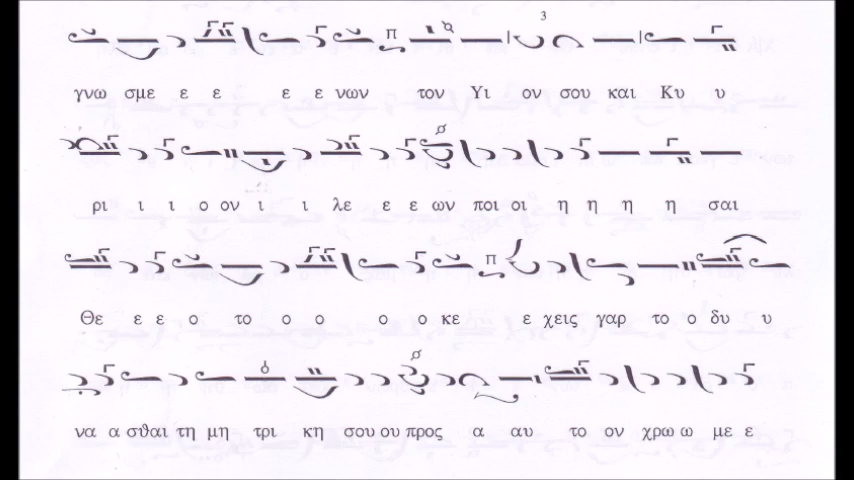 γνω σμε ε ε ε ε νων τον Υι ον σου και Κυ υ
ρι ι ι ο ον ι ι λε ε ε ων ποι οι η η η η σαι
Θε ε ε ο το ο ο ο ο κε ε χεις γαρ το ο δυ υ
να α σθαι τη μη τρι κη σου ου προς α αυ το ον χρω ω με ε